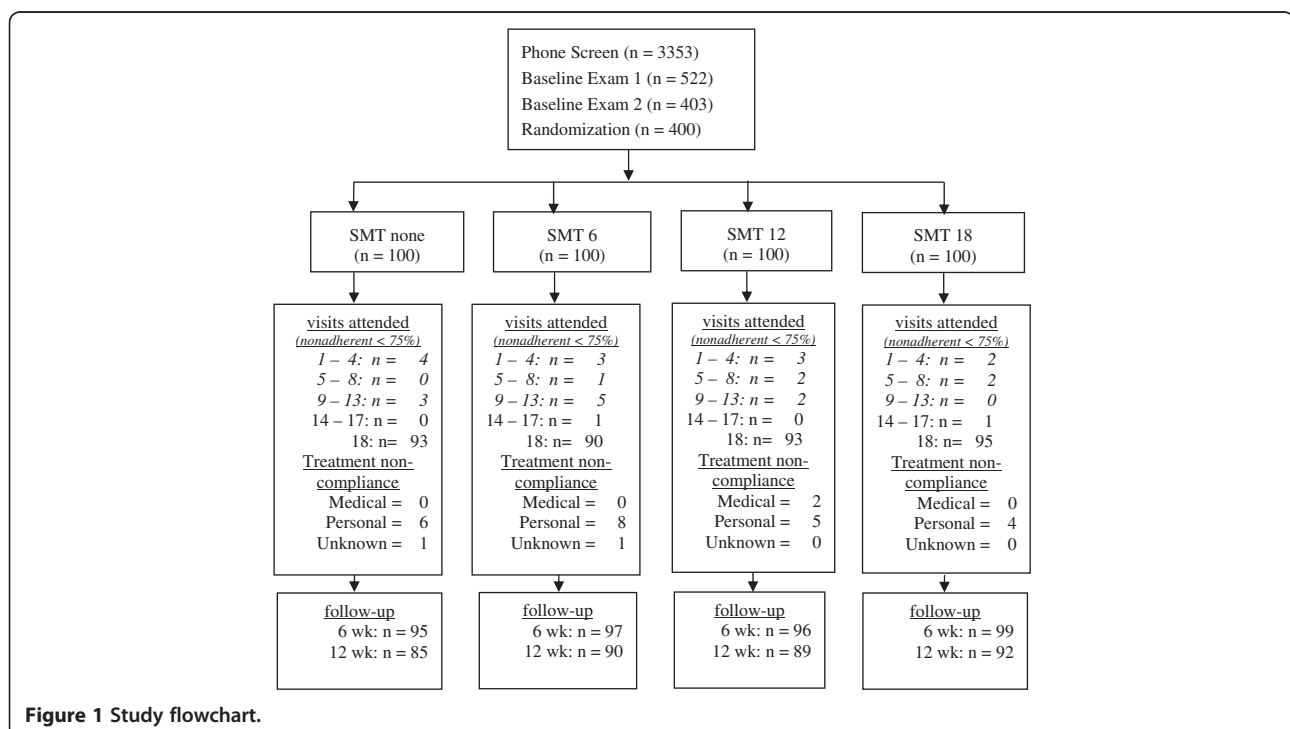 Phone Screen (n = 3353)
Baseline Exam 1 (n = 522)
Baseline Exam 2 (n = 403)
Randomization (n = 400)
SMT none
(n = 100)
SMT 6
(n = 100)
SMT 12
(n = 100)
SMT 18
(n = 100)
visits attended
(nonadherent < 75%)
1 – 4: n = 4
5 – 8: n = 0
9 – 13: n = 3
14 – 17: n = 0
18: n= 93
Treatment non-
compliance
Medical = 0
Personal = 6
Unknown = 1
visits attended
(nonadherent < 75%)
1 – 4: n = 3
5 – 8: n = 1
9 – 13: n = 5
14 – 17: n = 1
18: n= 90
Treatment non-
compliance
Medical = 0
Personal = 8
Unknown = 1
visits attended
(nonadherent < 75%)
1 – 4: n = 3
5 – 8: n = 2
9 – 13: n = 2
14 – 17: n = 0
18: n= 93
Treatment non-
compliance
Medical = 2
Personal = 5
Unknown = 0
visits attended
(nonadherent < 75%)
1 – 4: n = 2
5 – 8: n = 2
9 – 13: n = 0
14 – 17: n = 1
18: n= 95
Treatment non-
compliance
Medical = 0
Personal = 4
Unknown = 0
follow-up
6 wk: n = 95
12 wk: n = 85
follow-up
6 wk: n = 97
12 wk: n = 90
follow-up
6 wk: n = 96
12 wk: n = 89
follow-up
6 wk: n = 99
12 wk: n = 92
Figure 1 Study flowchart.